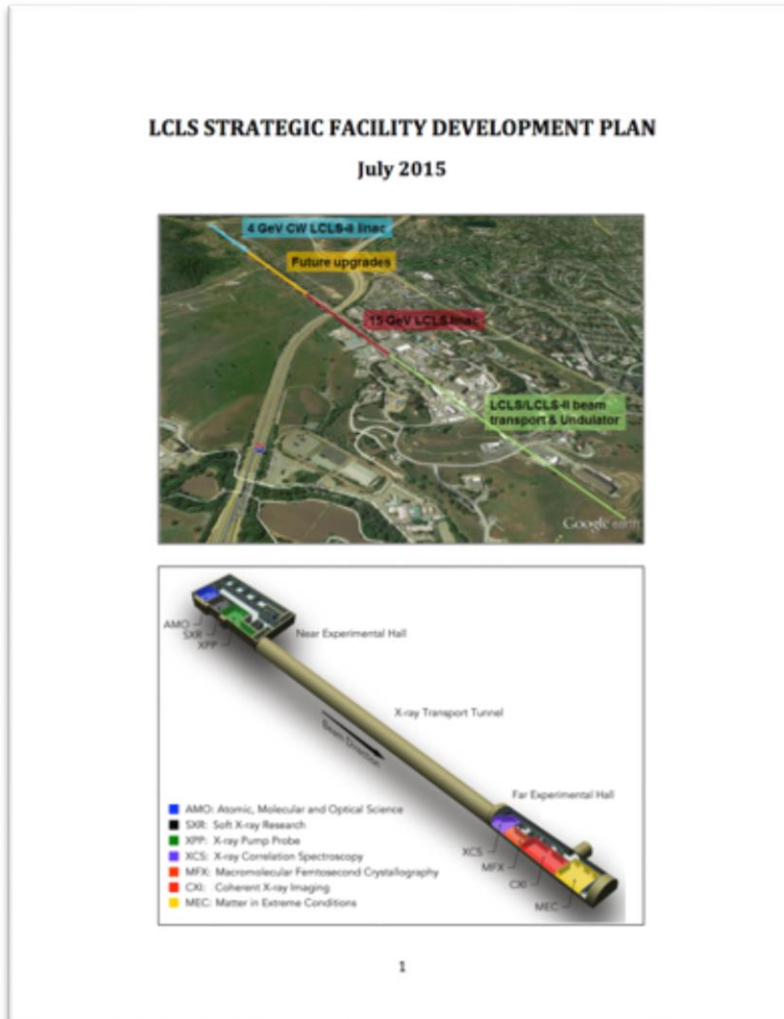 LCLS STRATEGIC FACILITY DEVELOPMENT PLAN
July 2015
4 GeV CW LCLS-II linac
Future upgrades
15 GeV LCLS linac
LCLS/LCLS-II beam
transport & Undulator
Google earth
AMO
SXR
XPP
Near Experimental Hall
X-ray Transport Tunnel
Beam Direction
Far Experimental Hall
XCS
MFX
CXI
MEC
AMO: Atomic, Molecular and Optical Science
SXR: Soft X-ray Research
XPP: X-ray Pump Probe
XCS: X-ray Correlation Spectroscopy
MFX: Macromolecular Femtosecond Crystallography
CXI: Coherent X-ray Imaging
MEC: Matter in Extreme Conditions
1